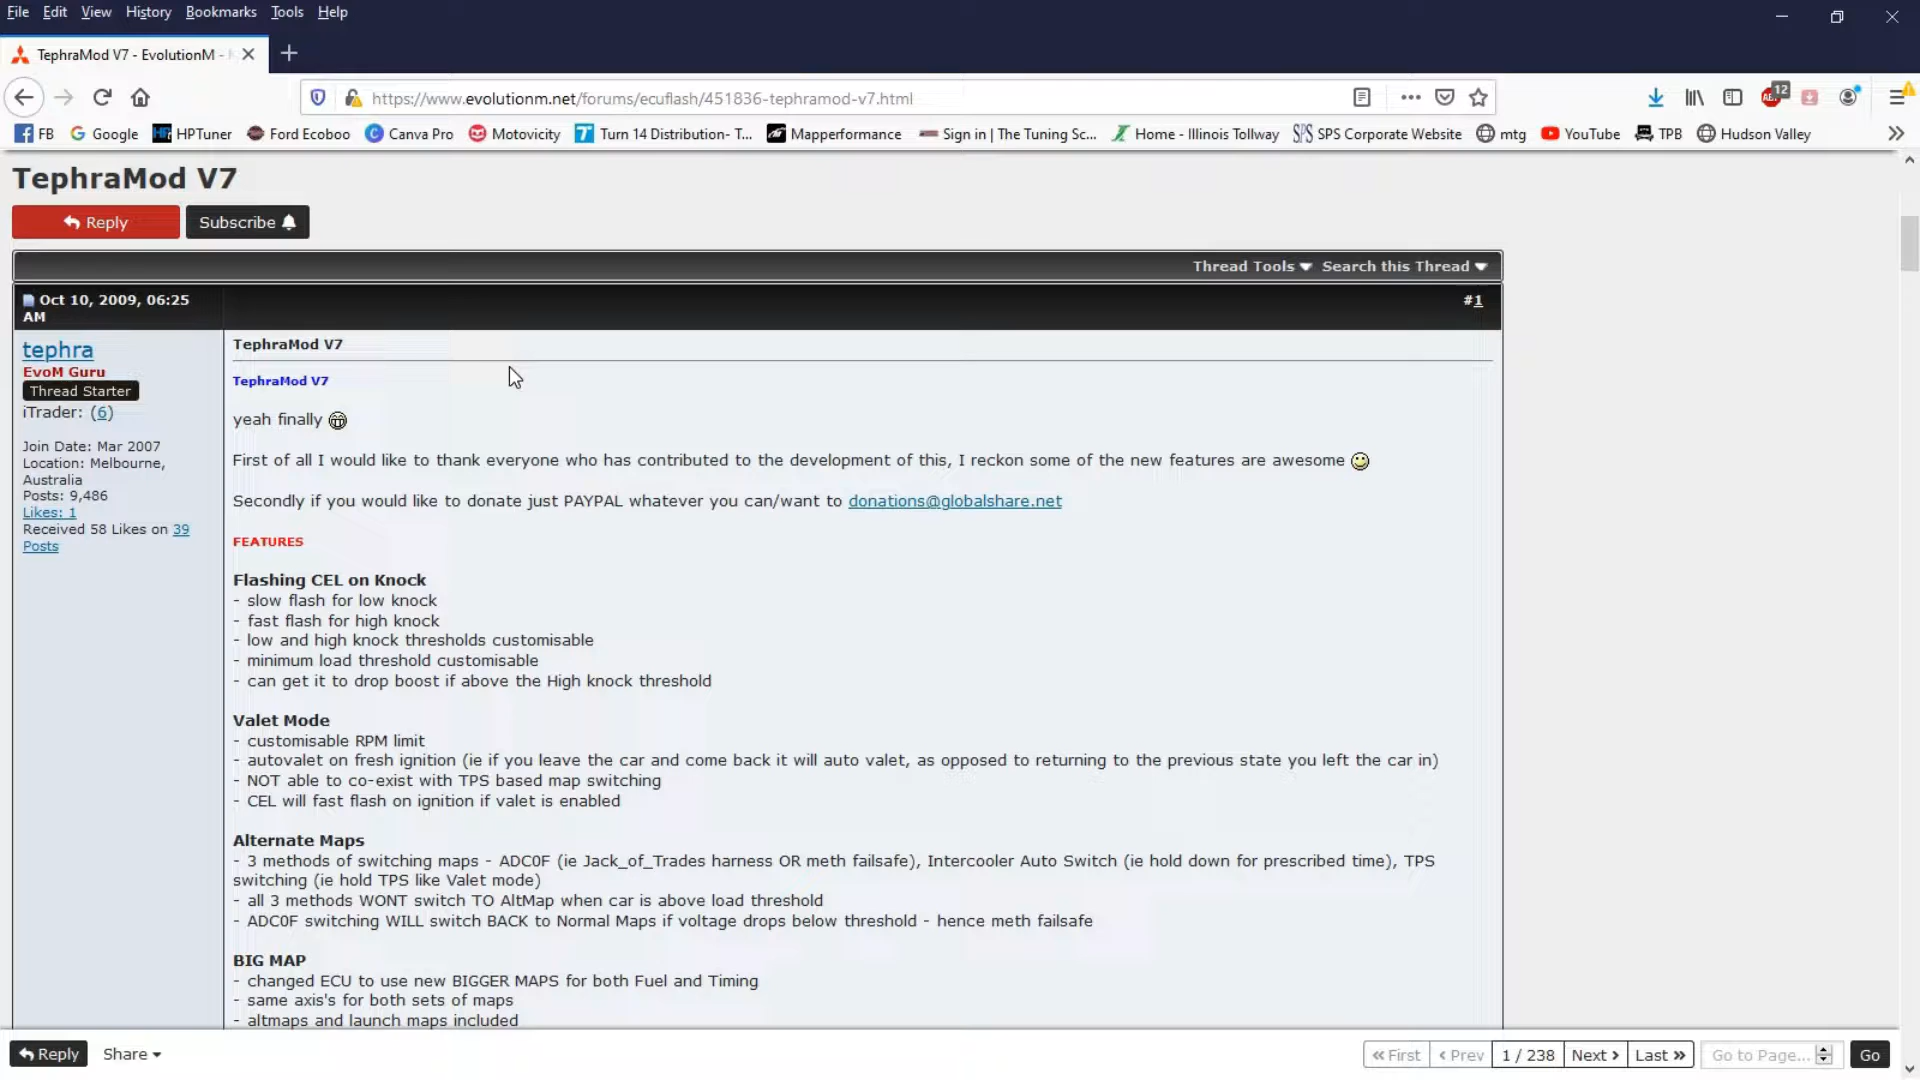 File Edit View History Bookmarks Tools Help
TephraMod V7 - EvolutionM -
https://www.evolutionm.net/forums/ecuflash/451836-tephramod-v7.html
12
FB Google HPTuner Ford Ecoboo Canva Pro Motovicity Turn 14 Distribution- T... Mapperformance Sign in | The Tuning Sc... Home - Illinois Tollway SPS Corporate Website mtg YouTube TPB Hudson Valley
TephraMod V7
Reply Subscribe
Thread Tools Search this Thread
Oct 10, 2009, 06:25
AM
#1
tephra
EvoM Guru
Thread Starter
iTrader: (6)
Join Date: Mar 2007
Location: Melbourne,
Australia
Posts: 9,486
Likes: 1
Received 58 Likes on 39
Posts
TephraMod V7
TephraMod V7
yeah finally
First of all I would like to thank everyone who has contributed to the development of this, I reckon some of the new features are awesome
Secondly if you would like to donate just PAYPAL whatever you can/want to donations@globalshare.net
FEATURES
Flashing CEL on Knock
- slow flash for low knock
- fast flash for high knock
- low and high knock thresholds customisable
- minimum load threshold customisable
- can get it to drop boost if above the High knock threshold
Valet Mode
- customisable RPM limit
- autovalet on fresh ignition (ie if you leave the car and come back it will auto valet, as opposed to returning to the previous state you left the car in)
- NOT able to co-exist with TPS based map switching
- CEL will fast flash on ignition if valet is enabled
Alternate Maps
- 3 methods of switching maps - ADC0F (ie Jack_of_Trades harness OR meth failsafe), Intercooler Auto Switch (ie hold down for prescribed time), TPS
switching (ie hold TPS like Valet mode)
- all 3 methods WONT switch TO AltMap when car is above load threshold
- ADC0F switching WILL switch BACK to Normal Maps if voltage drops below threshold - hence meth failsafe
BIG MAP
- changed ECU to use new BIGGER MAPS for both Fuel and Timing
- same axis's for both sets of maps
- altmaps and launch maps included
Reply Share
« First ‹ Prev 1 / 238 Next › Last » Go to Page... Go